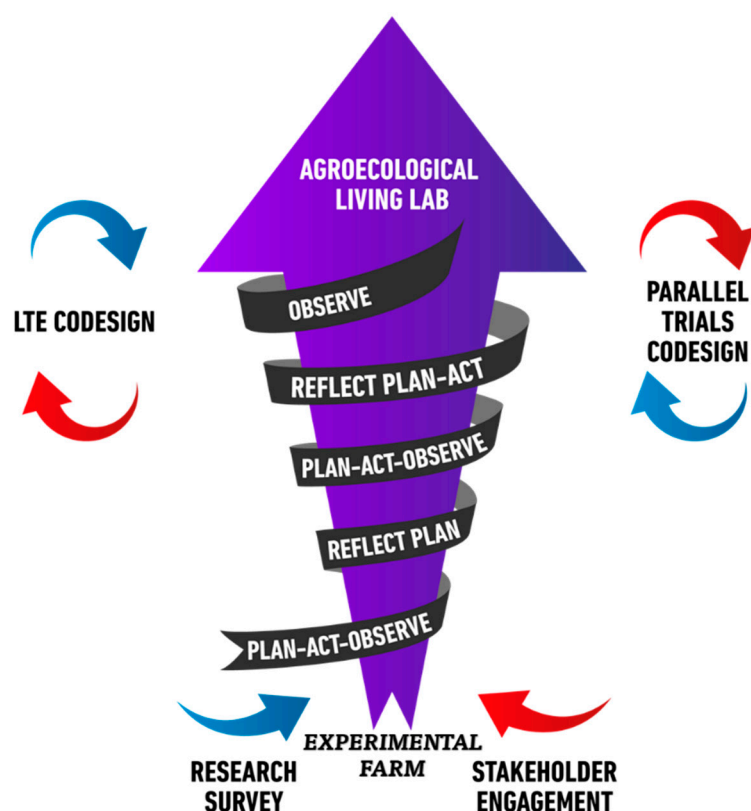 AGROECOLOGICAL
LIVING LAB
OBSERVE
LTE CODESIGN
PARALLEL
TRIALS
CODESIGN
REFLECT PLAN-ACT
PLAN-ACT-OBSERVE
REFLECT PLAN
PLAN-ACT-OBSERVE
EXPERIMENTAL
FARM
RESEARCH
SURVEY
STAKEHOLDER
ENGAGEMENT